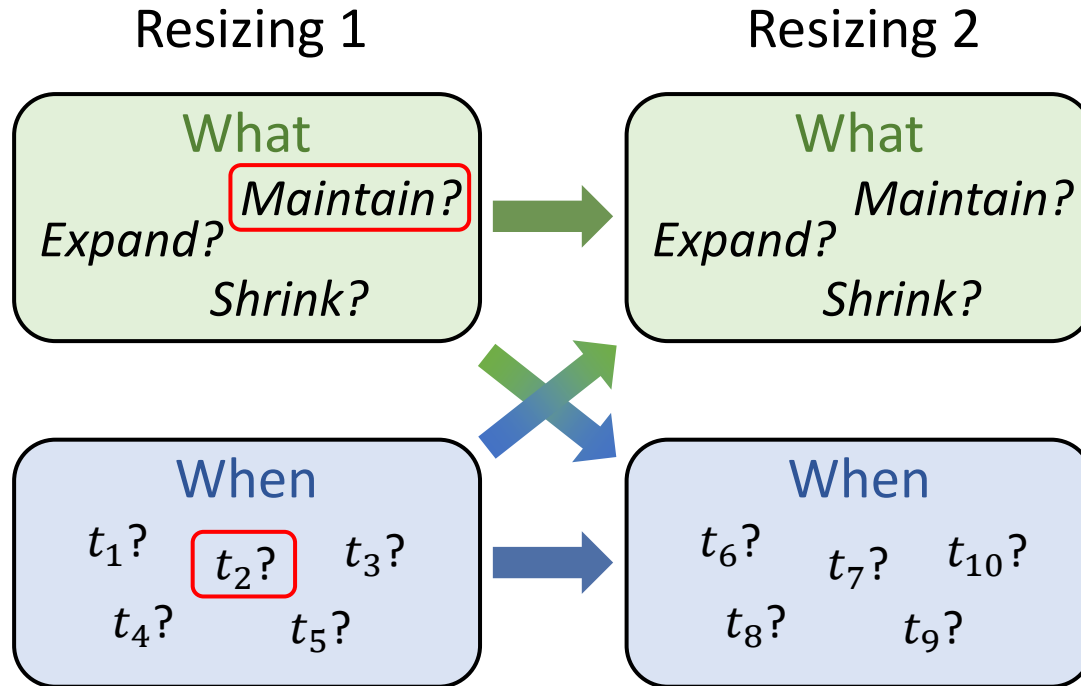 Resizing 1
Resizing 2
What
Maintain?
Expand?
Shrink?
What
Maintain?
Expand?
Shrink?
When
t₁?
t₂?
t₃?
t₄?
t₅?
When
t₆?
t₇?
t₁₀?
t₈?
t₉?